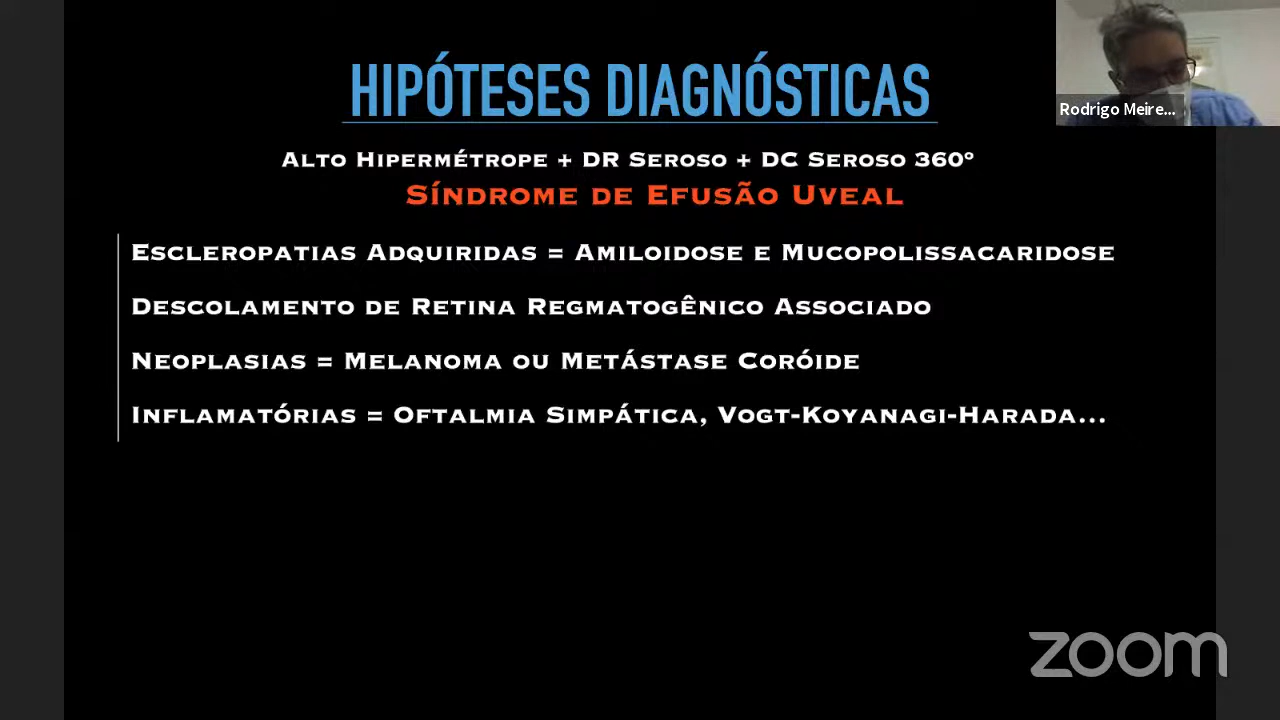 HIPÓTESES DIAGNÓSTICAS
Rodrigo Meire...
ALTO HIPERMÉTROPE + DR SEROSO + DC SEROSO 360º
SÍNDROME DE EFUSÃO UVEAL
ESCLEROPATIAS ADQUIRIDAS = AMILOIDOSE E MUCOPOLISSACARIDOSE
DESCOLAMENTO DE RETINA REGMATOGÊNICO ASSOCIADO
NEOPLASIAS = MELANOMA OU METÁSTASE CORÓIDE
INFLAMATÓRIAS = OFTALMIA SIMPÁTICA, VOGT-KOYANAGI-HARADA...
zoom